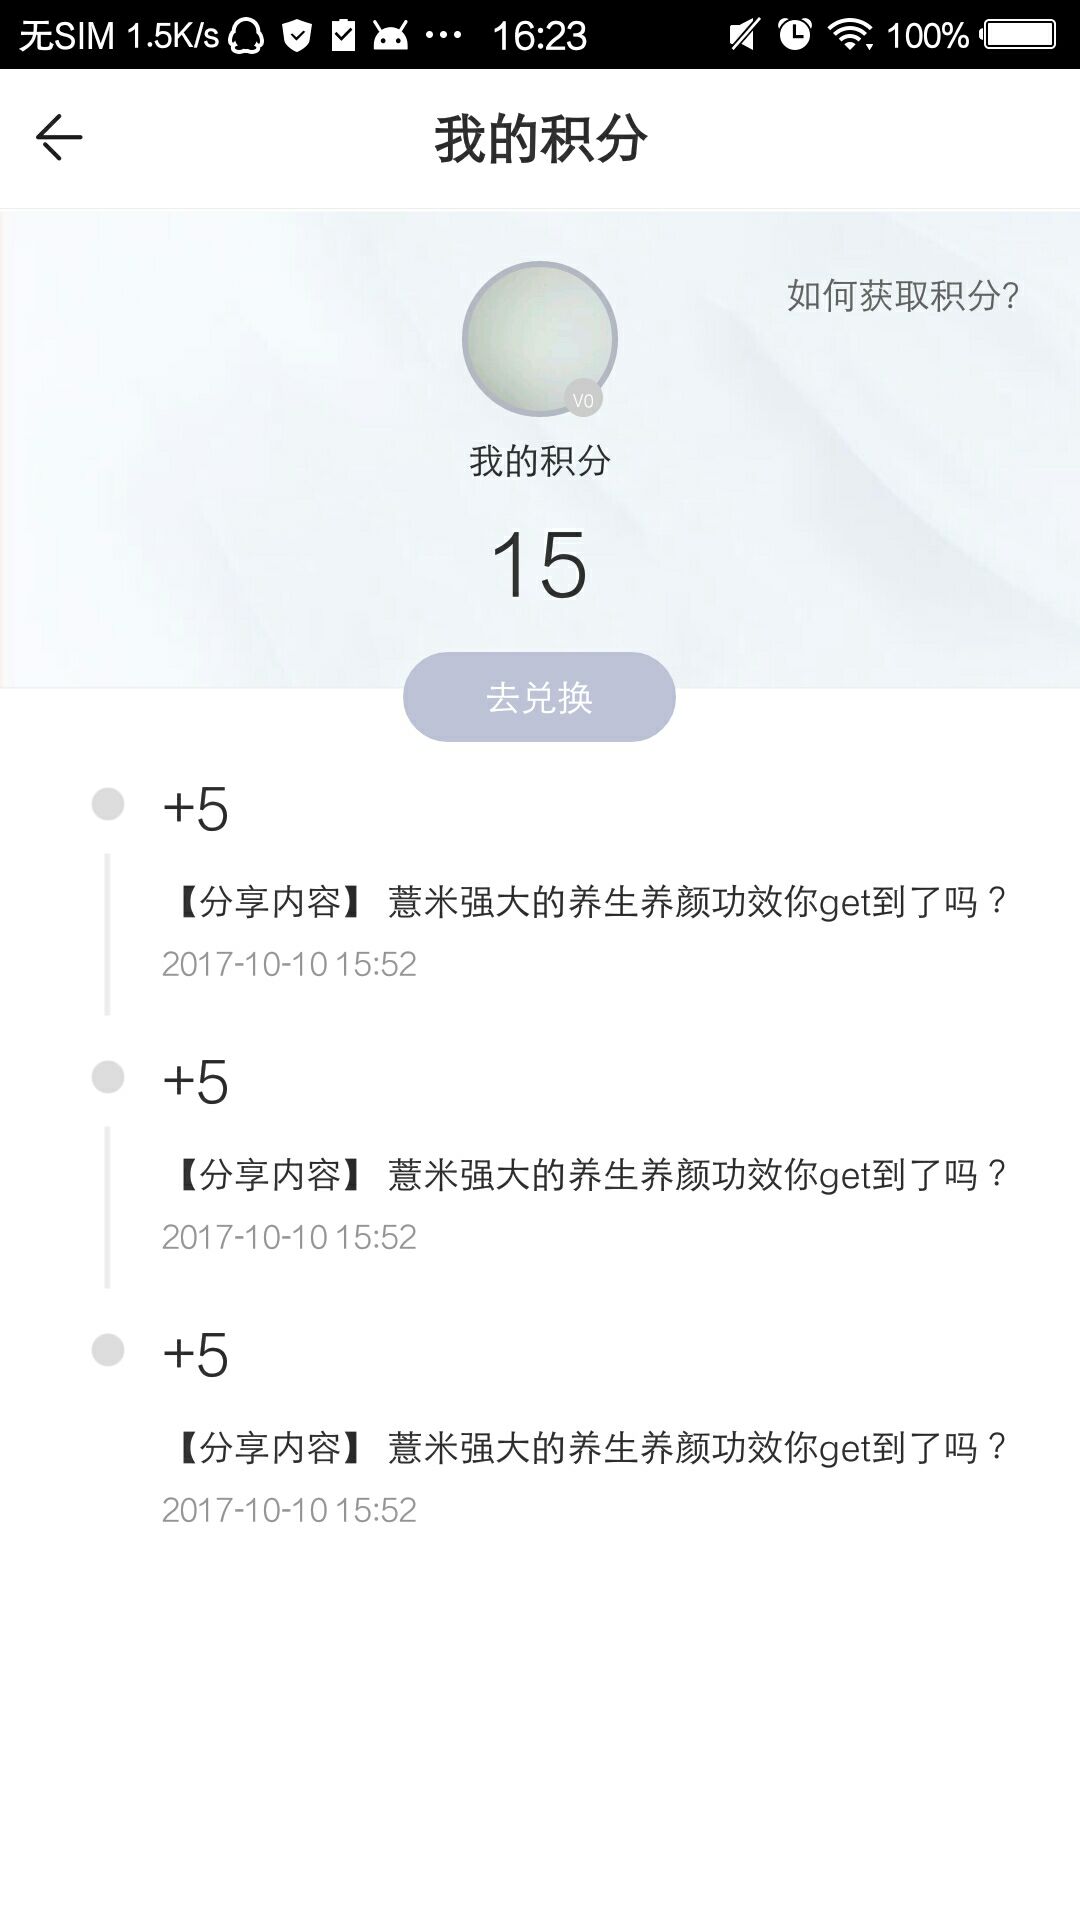 无SIM 1.5K/s ··· 16:23 100%
我的积分
如何获取积分?
V0
我的积分
15
去兑换
+5
【分享内容】 薏米强大的养生养颜功效你get到了吗？
2017-10-10 15:52
+5
【分享内容】 薏米强大的养生养颜功效你get到了吗？
2017-10-10 15:52
+5
【分享内容】 薏米强大的养生养颜功效你get到了吗？
2017-10-10 15:52